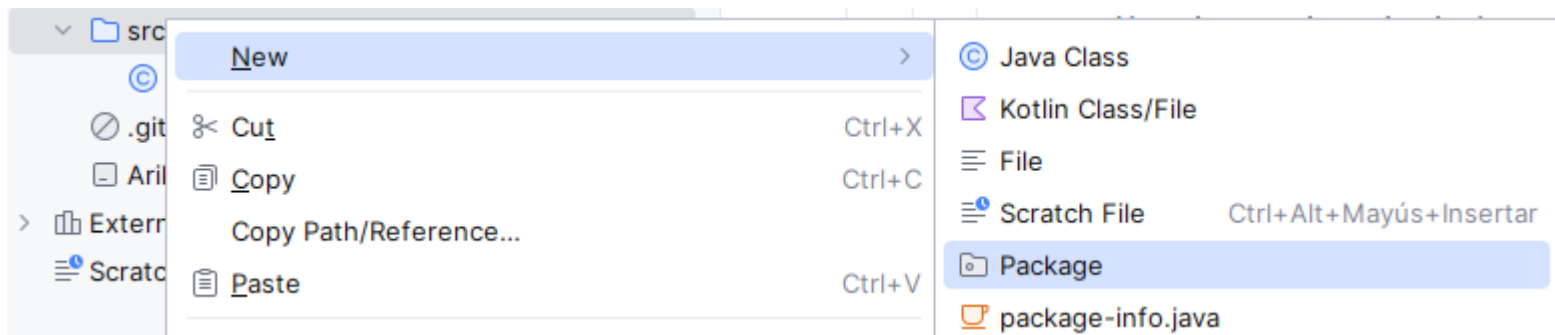 src
New
Java Class
Kotlin Class/File
.git
Cut Ctrl+X
File
Aril
Copy Ctrl+C
Scratch File Ctrl+Alt+Mayús+Insertar
Extern
Copy Path/Reference...
Package
Scratc
Paste Ctrl+V
package-info.java